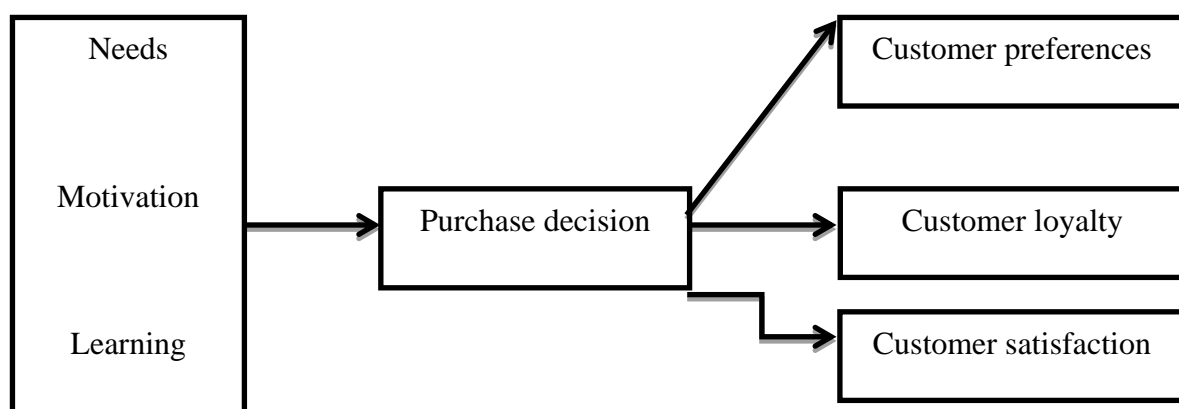 Needs
Motivation
Learning
Purchase decision
Customer preferences
Customer loyalty
Customer satisfaction